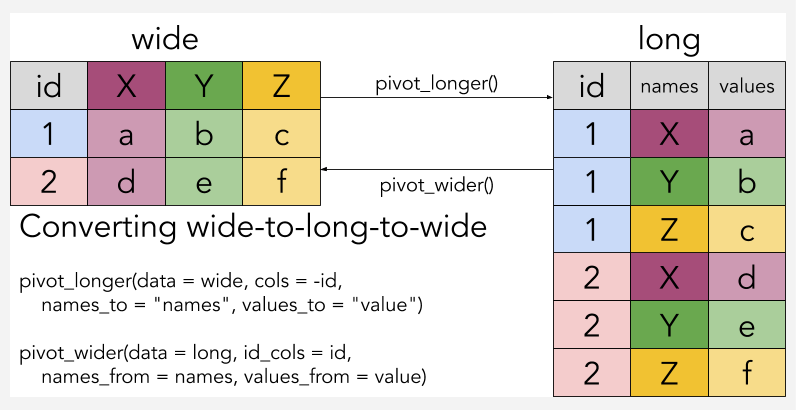 wide
id X Y Z
1 a b c
2 d e f
pivot_longer()
pivot_wider()
long
id names values
1 X a
1 Y b
1 Z c
2 X d
2 Y e
2 Z f
Converting wide-to-long-to-wide
pivot_longer(data = wide, cols = -id,
names_to = "names", values_to = "value")
pivot_wider(data = long, id_cols = id,
names_from = names, values_from = value)